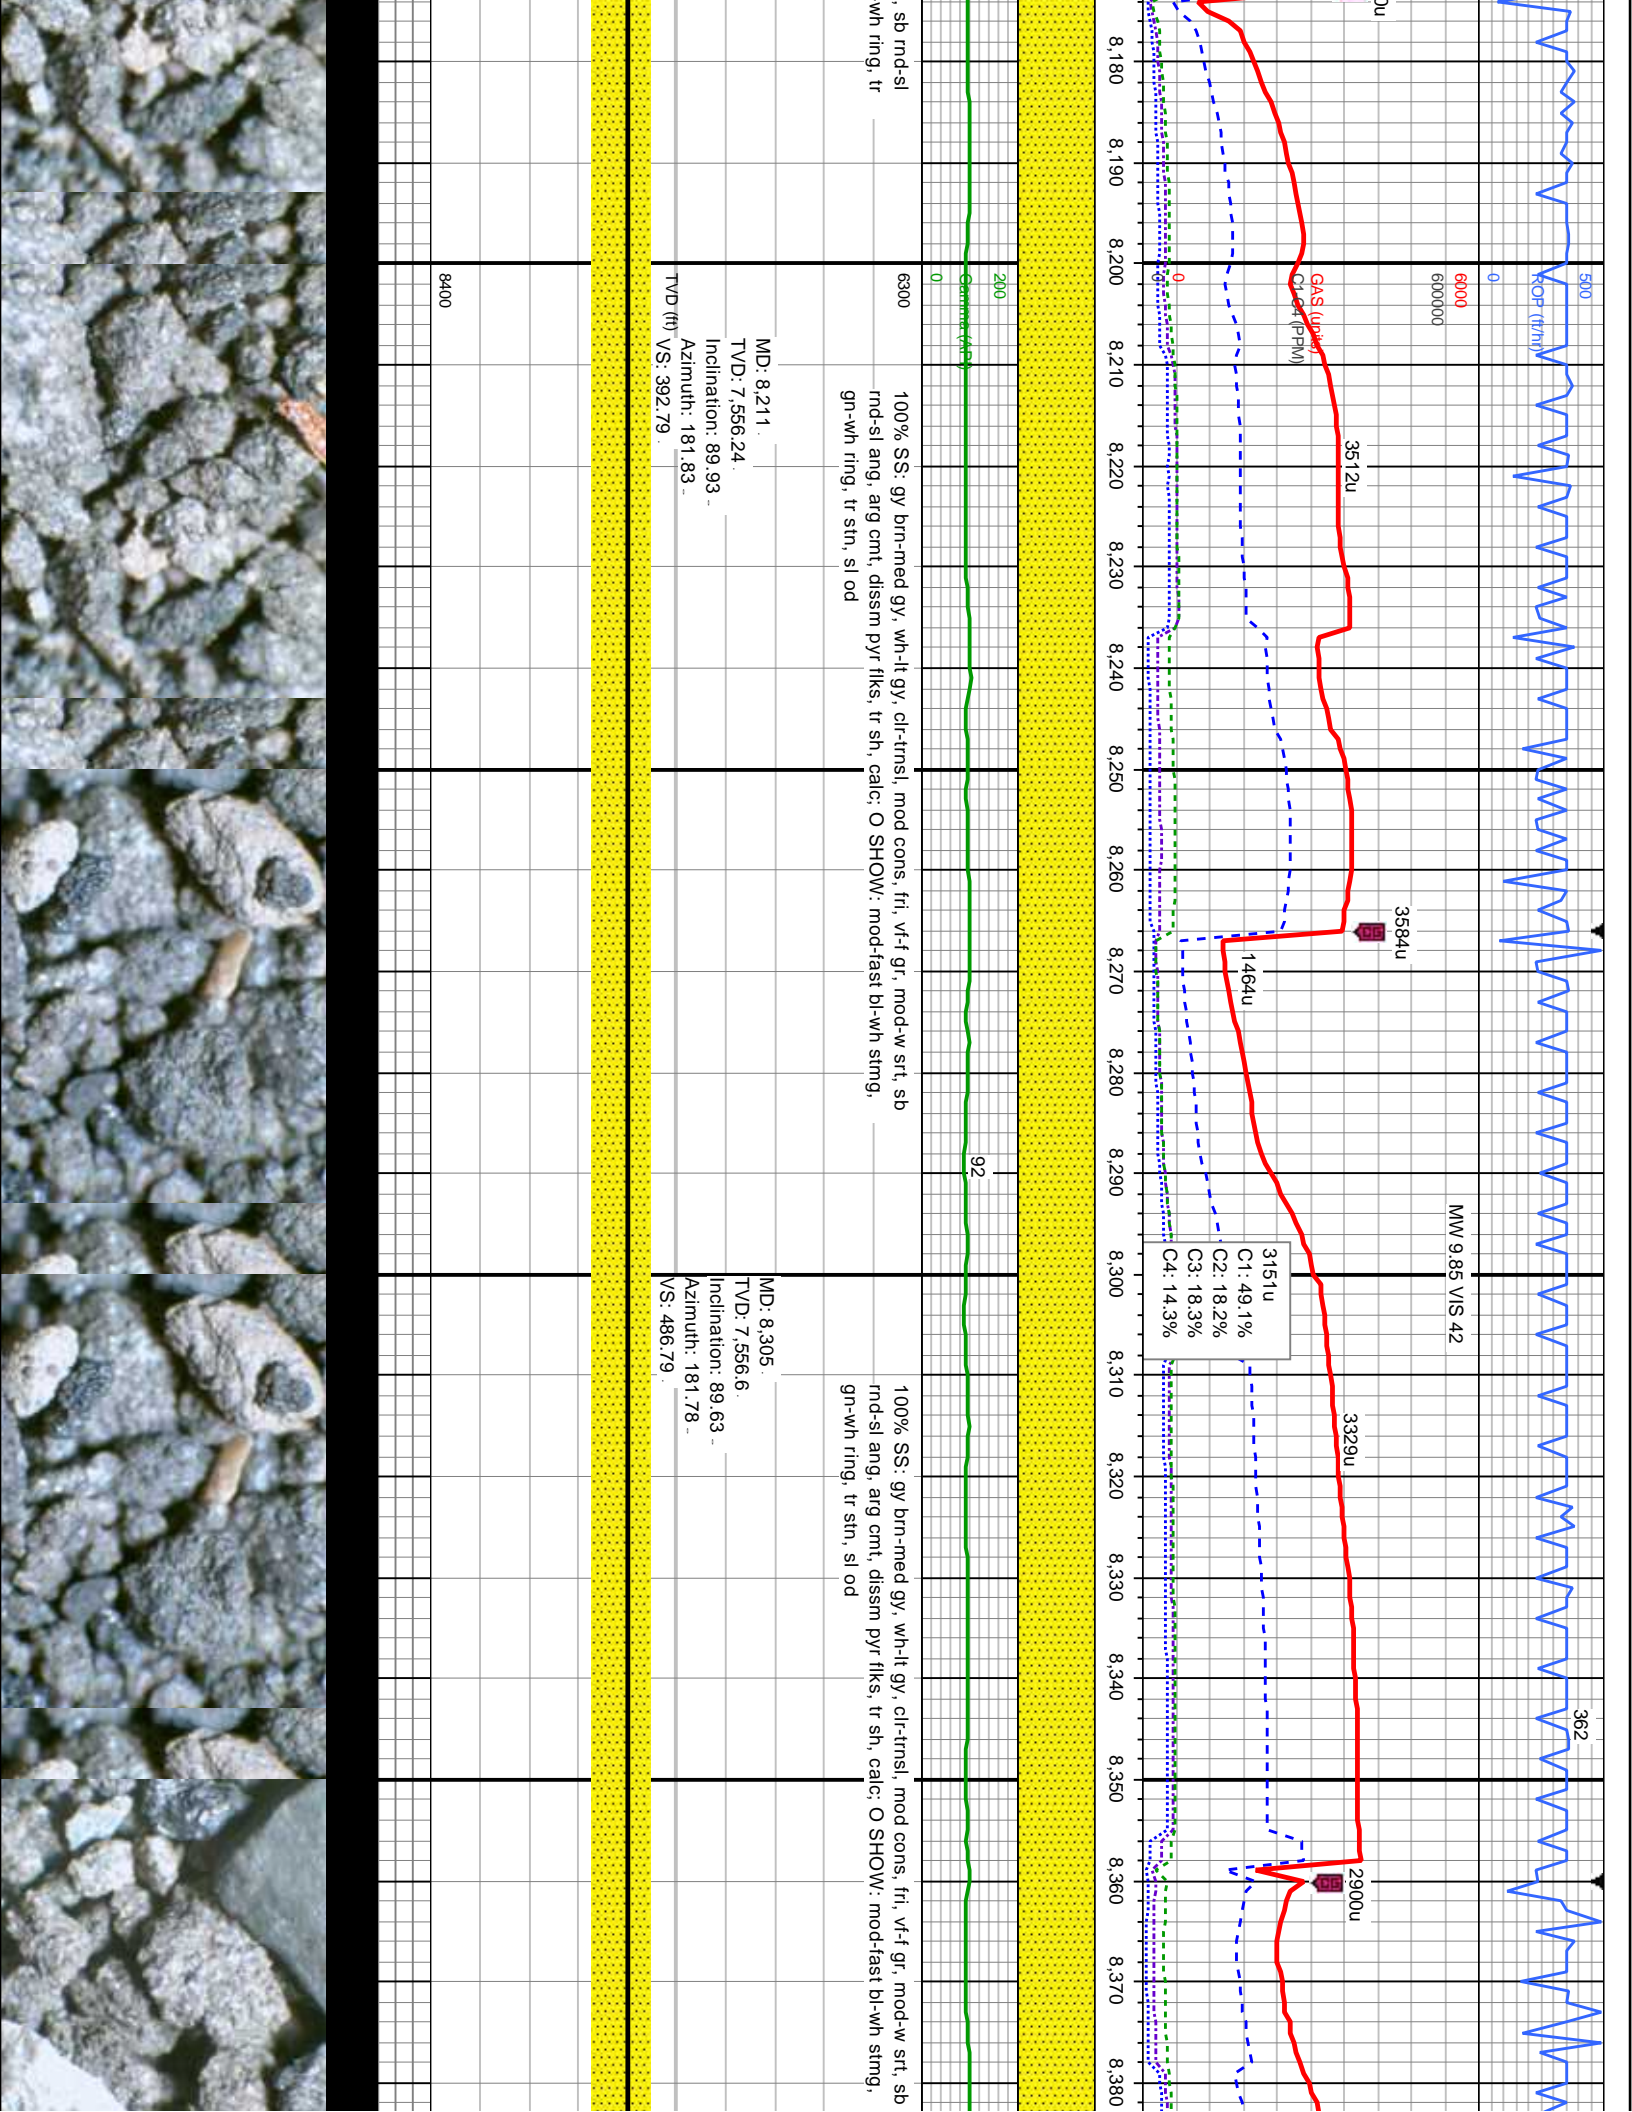 0u
, sb rnd-sl
wh ring, tr
8,180
8,190
8,200
8,210
8,220
8,230
8,240
8,250
8,260
8,270
8,280
8,290
8,300
8,310
8,320
8,330
8,340
8,350
8,360
8,370
8,380
500
ROP (ft/hr)
0
6000
600000
GAS (units)
C1-C4 (PPM)
0
0
200
Gamma (API)
0
6300
TVD (ft)
8400
MD: 8,211
TVD: 7,556.24
Inclination: 89.93
Azimuth: 181.83
VS: 392.79
100% SS: gy brn-med gy, wh-lt gy, clr-trnsl, mod cons, fri, vf-f gr, mod-w srt, sb
rnd-sl ang, arg cmt, dissm pyr flks, tr sh, calc; O SHOW: mod-fast bl-wh stmg,
gn-wh ring, tr stn, sl od
3512u
3584u
1464u
92
MW 9.85 VIS 42
3151u
C1: 49.1%
C2: 18.2%
C3: 18.3%
C4: 14.3%
MD: 8,305
TVD: 7,556.6
Inclination: 89.63
Azimuth: 181.78
VS: 486.79
100% SS: gy brn-med gy, wh-lt gy, clr-trnsl, mod cons, fri, vf-f gr, mod-w srt, sb
rnd-sl ang, arg cmt, dissm pyr flks, tr sh, calc; O SHOW: mod-fast bl-wh stmg,
gn-wh ring, tr stn, sl od
3329u
362
2900u